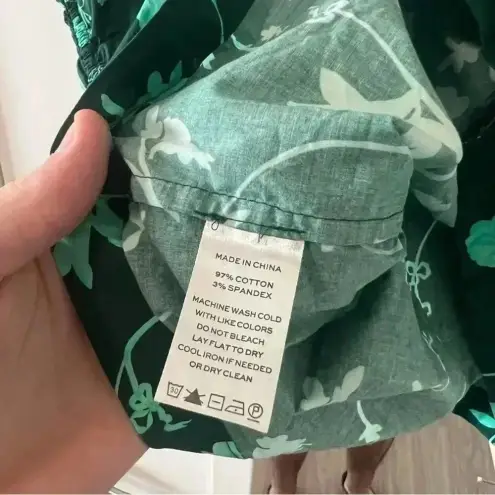 MADE IN CHINA
97% COTTON
3% SPANDEX
MACHINE WASH COLD
WITH LIKE COLORS
DO NOT BLEACH
LAY FLAT TO DRY
COOL IRON IF NEEDED
OR DRY CLEAN
30 P